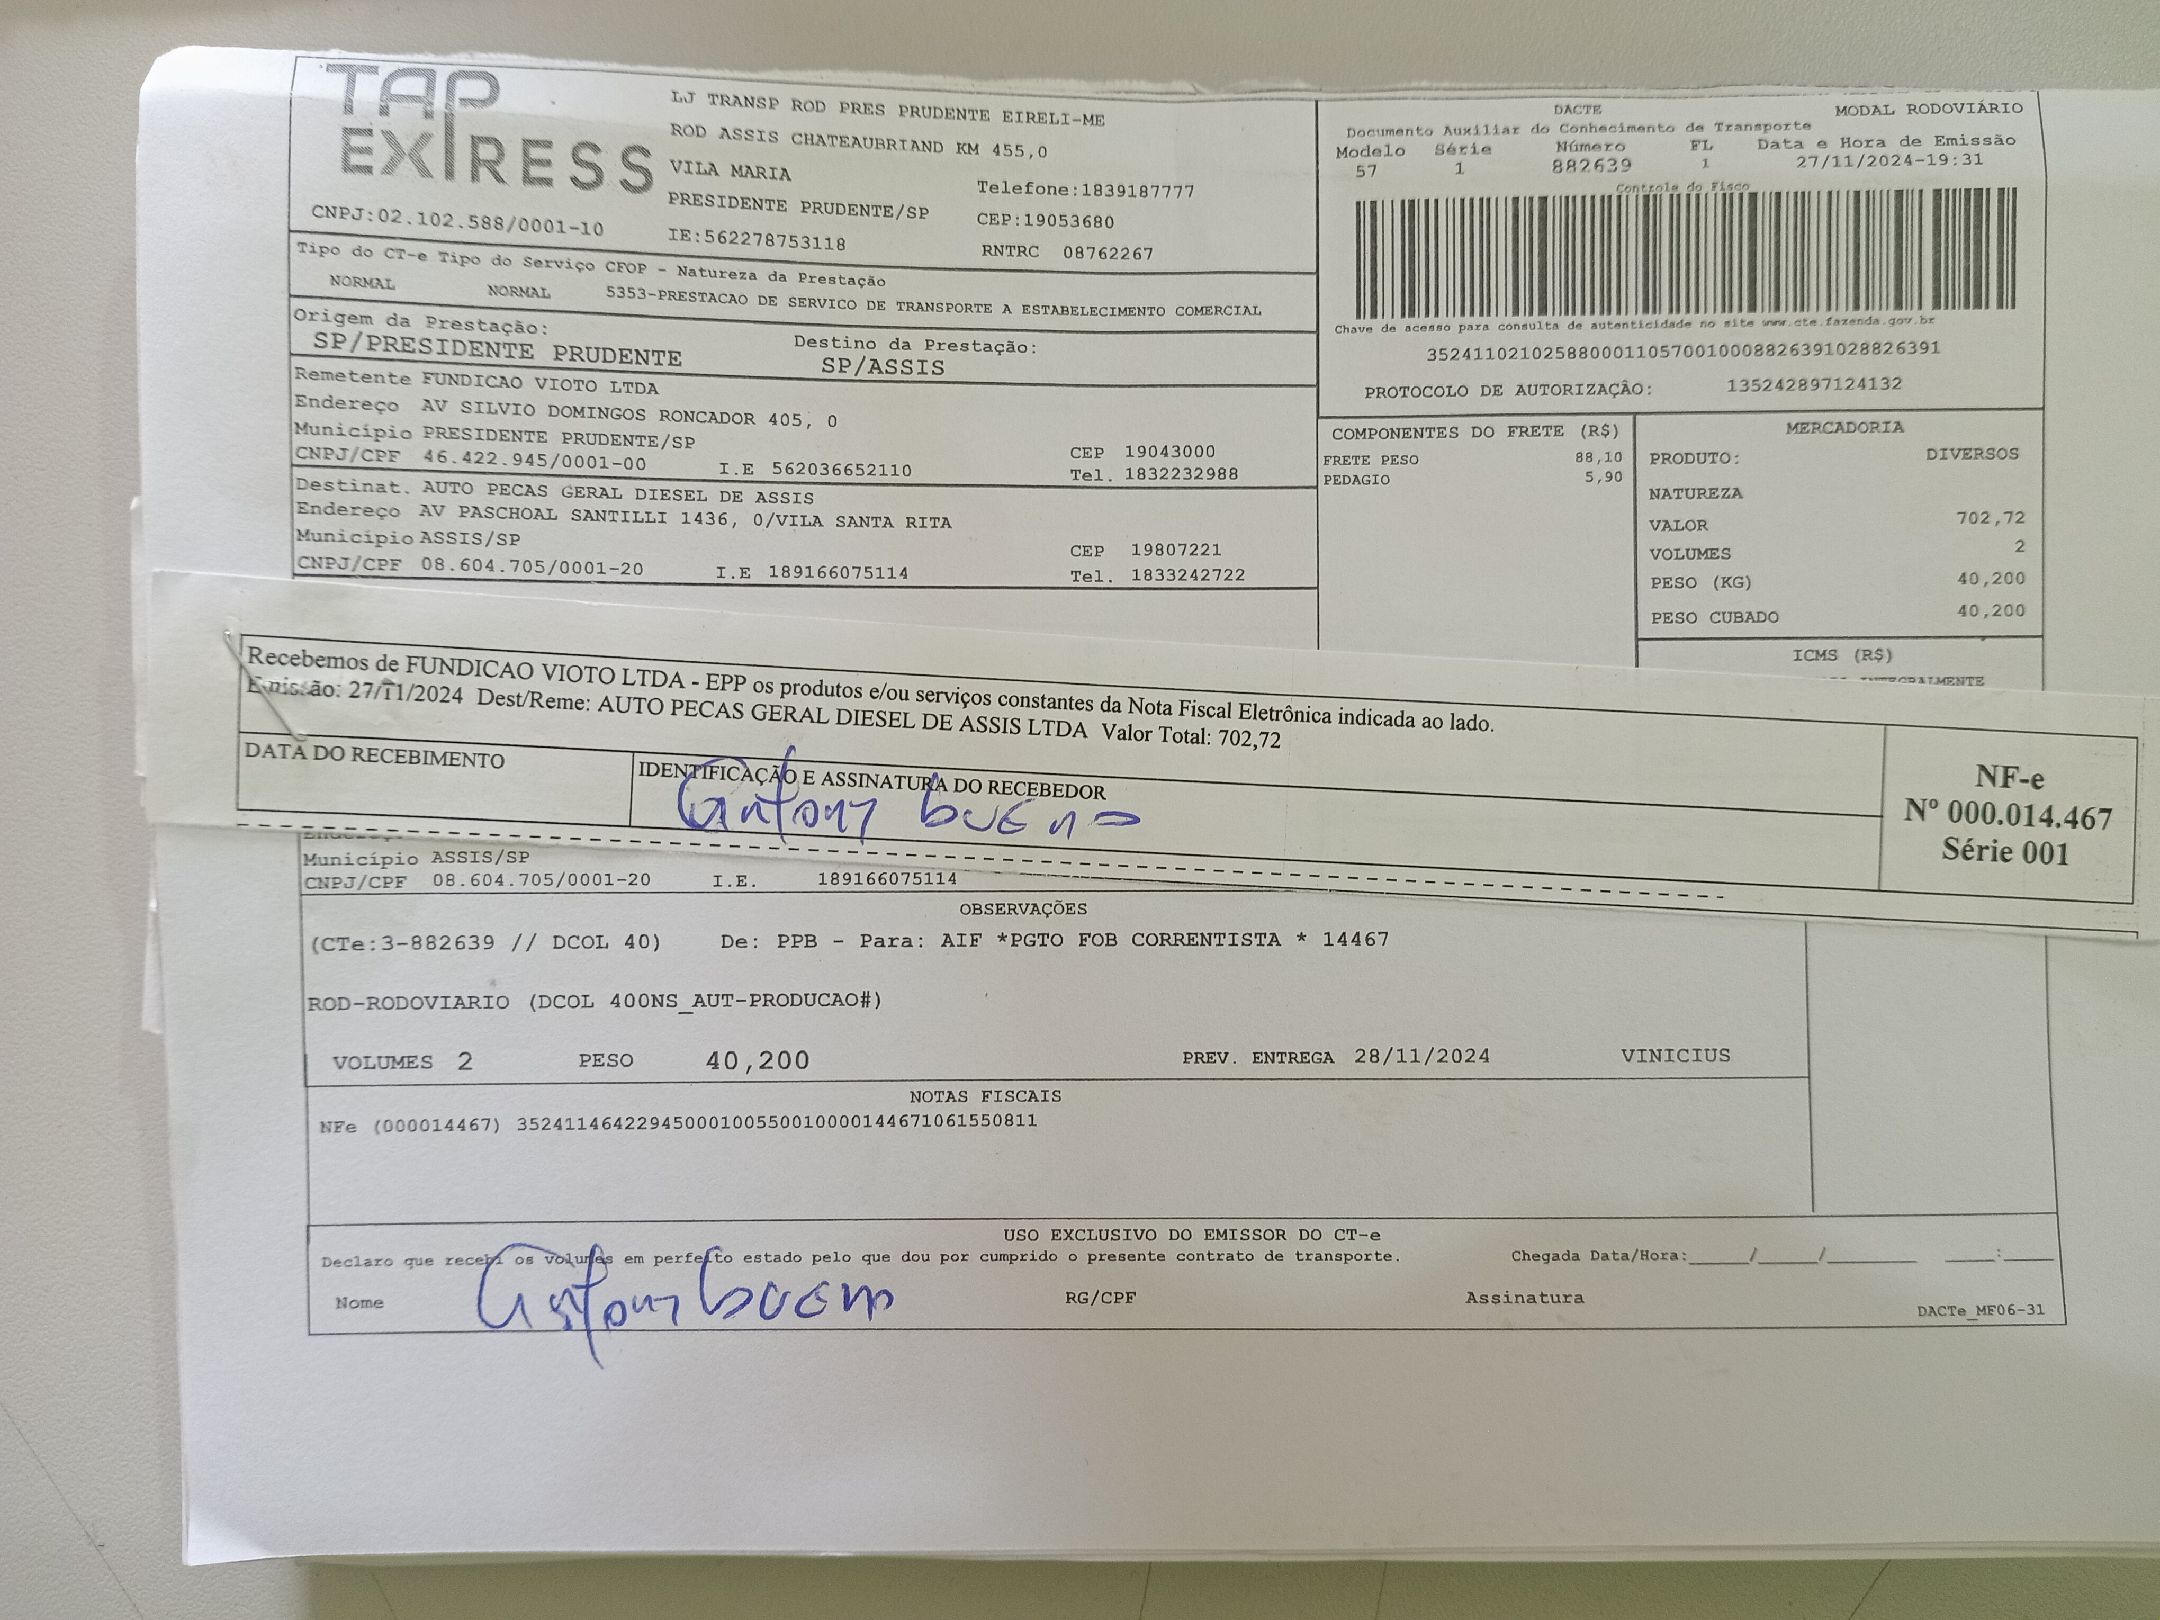 TAP
EXPRESS
CNPJ:02.102.588/0001-10
LJ TRANSP ROD PRES PRUDENTE EIRELI-ME
ROD ASSIS CHATEAUBRIAND KM 455,0
VILA MARIA
PRESIDENTE PRUDENTE/SP
IE:562278753118
Telefone:1839187777
CEP:19053680
RNTRC 08762267
DACTE MODAL RODOVIÁRIO
Documento Auxiliar do Conhecimento de Transporte
Modelo Série Número FL Data e Hora de Emissão
57 1 882639 1 27/11/2024-19:31
Controle do Fisco
Chave de acesso para consulta de autenticidade no site www.cte.fazenda.gov.br
35241102102588000110570010008826391028826391
PROTOCOLO DE AUTORIZAÇÃO: 135242897124132
Tipo do CT-e Tipo do Serviço CFOP - Natureza da Prestação
NORMAL NORMAL 5353-PRESTACAO DE SERVICO DE TRANSPORTE A ESTABELECIMENTO COMERCIAL
Origem da Prestação: Destino da Prestação:
SP/PRESIDENTE PRUDENTE SP/ASSIS
Remetente FUNDICAO VIOTO LTDA
Endereço AV SILVIO DOMINGOS RONCADOR 405, 0
Município PRESIDENTE PRUDENTE/SP CEP 19043000
CNPJ/CPF 46.422.945/0001-00 I.E 562036652110 Tel. 1832232988
Destinat. AUTO PECAS GERAL DIESEL DE ASSIS
Endereço AV PASCHOAL SANTILLI 1436, 0/VILA SANTA RITA
Município ASSIS/SP CEP 19807221
CNPJ/CPF 08.604.705/0001-20 I.E 189166075114 Tel. 1833242722
COMPONENTES DO FRETE (R$)
FRETE PESO 88,10
PEDAGIO 5,90
MERCADORIA
PRODUTO: DIVERSOS
NATUREZA
VALOR 702,72
VOLUMES 2
PESO (KG) 40,200
PESO CUBADO 40,200
ICMS (R$)
Recebemos de FUNDICAO VIOTO LTDA - EPP os produtos e/ou serviços constantes da Nota Fiscal Eletrônica indicada ao lado.
Emissão: 27/11/2024 Dest/Reme: AUTO PECAS GERAL DIESEL DE ASSIS LTDA Valor Total: 702,72
DATA DO RECEBIMENTO IDENTIFICAÇÃO E ASSINATURA DO RECEBEDOR
Antony bueno
NF-e
Nº 000.014.467
Série 001
Município ASSIS/SP
CNPJ/CPF 08.604.705/0001-20 I.E. 189166075114
OBSERVAÇÕES
(CTe:3-882639 // DCOL 40) De: PPB - Para: AIF *PGTO FOB CORRENTISTA * 14467
ROD-RODOVIARIO (DCOL 400NS_AUT-PRODUCAO#)
VOLUMES 2 PESO 40,200 PREV. ENTREGA 28/11/2024 VINICIUS
NOTAS FISCAIS
NFe (000014467) 35241146422945000100550010000144671061550811
USO EXCLUSIVO DO EMISSOR DO CT-e
Declaro que recebi os volumes em perfeito estado pelo que dou por cumprido o presente contrato de transporte. Chegada Data/Hora:____/____/______ ____:____
Nome Antony bueno RG/CPF Assinatura
DACTe_MF06-31